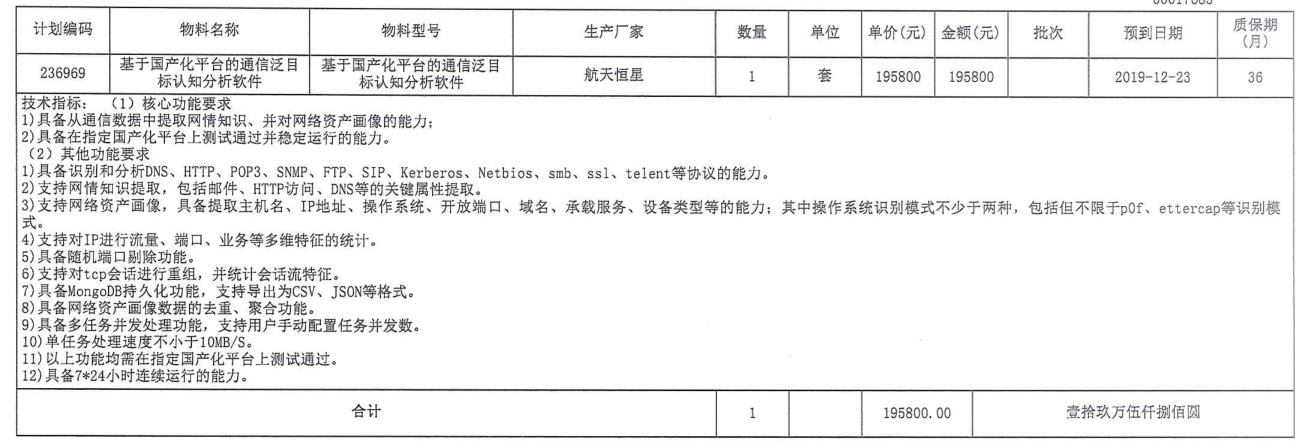 计划编码 物料名称 物料型号 生产厂家 数量 单位 单价(元) 金额(元) 批次 预到日期 质保期(月)
236969 基于国产化平台的通信泛目标认知分析软件 基于国产化平台的通信泛目标认知分析软件 航天恒星 1 套 195800 195800 2019-12-23 36
技术指标： （1）核心功能要求
1)具备从通信数据中提取网情知识、并对网络资产画像的能力;
2)具备在指定国产化平台上测试通过并稳定运行的能力。
（2）其他功能要求
1)具备识别和分析DNS、HTTP、POP3、SNMP、FTP、SIP、Kerberos、Netbios、smb、ssl、telent等协议的能力。
2)支持网情知识提取，包括邮件、HTTP访问、DNS等的关键属性提取。
3)支持网络资产画像，具备提取主机名、IP地址、操作系统、开放端口、域名、承载服务、设备类型等的能力；其中操作系统识别模式不少于两种，包括但不限于p0f、ettercap等识别模
式。
4)支持对IP进行流量、端口、业务等多维特征的统计。
5)具备随机端口剔除功能。
6)支持对tcp会话进行重组，并统计会话流特征。
7)具备MongoDB持久化功能，支持导出为CSV、JSON等格式。
8)具备网络资产画像数据的去重、聚合功能。
9)具备多任务并发处理功能，支持用户手动配置任务并发数。
10)单任务处理速度不小于10MB/S。
11)以上功能均需在指定国产化平台上测试通过。
12)具备7*24小时连续运行的能力。
合计 1 195800.00 壹拾玖万伍仟捌佰圆